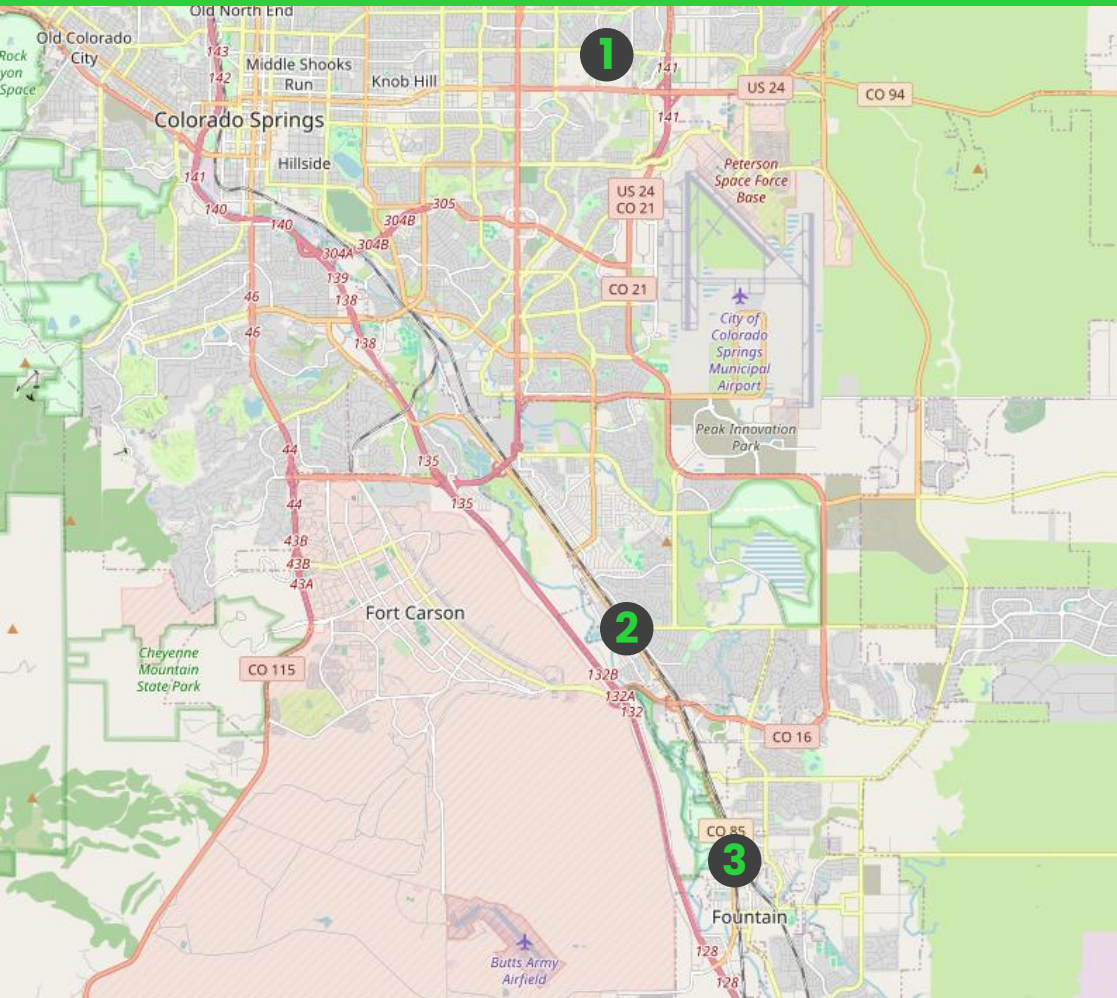 Old North End
Old Colorado
City
Rock
yon
Space
143
142
Middle Shooks
Run
Knob Hill
1
141
US 24
CO 94
Colorado Springs
141
Hillside
Peterson
Space Force
Base
141
140
140
305
304B
304B
304A
US 24
CO 21
139
138
CO 21
46
46
138
City of
Colorado
Springs
Municipal
Airport
Peak Innovation
Park
44
135
44
135
43B
43B
43A
Fort Carson
2
Cheyenne
Mountain
State Park
CO 115
132B
132A
132
CO 16
CO 85
3
Fountain
128
Butts Army
Airfield
128